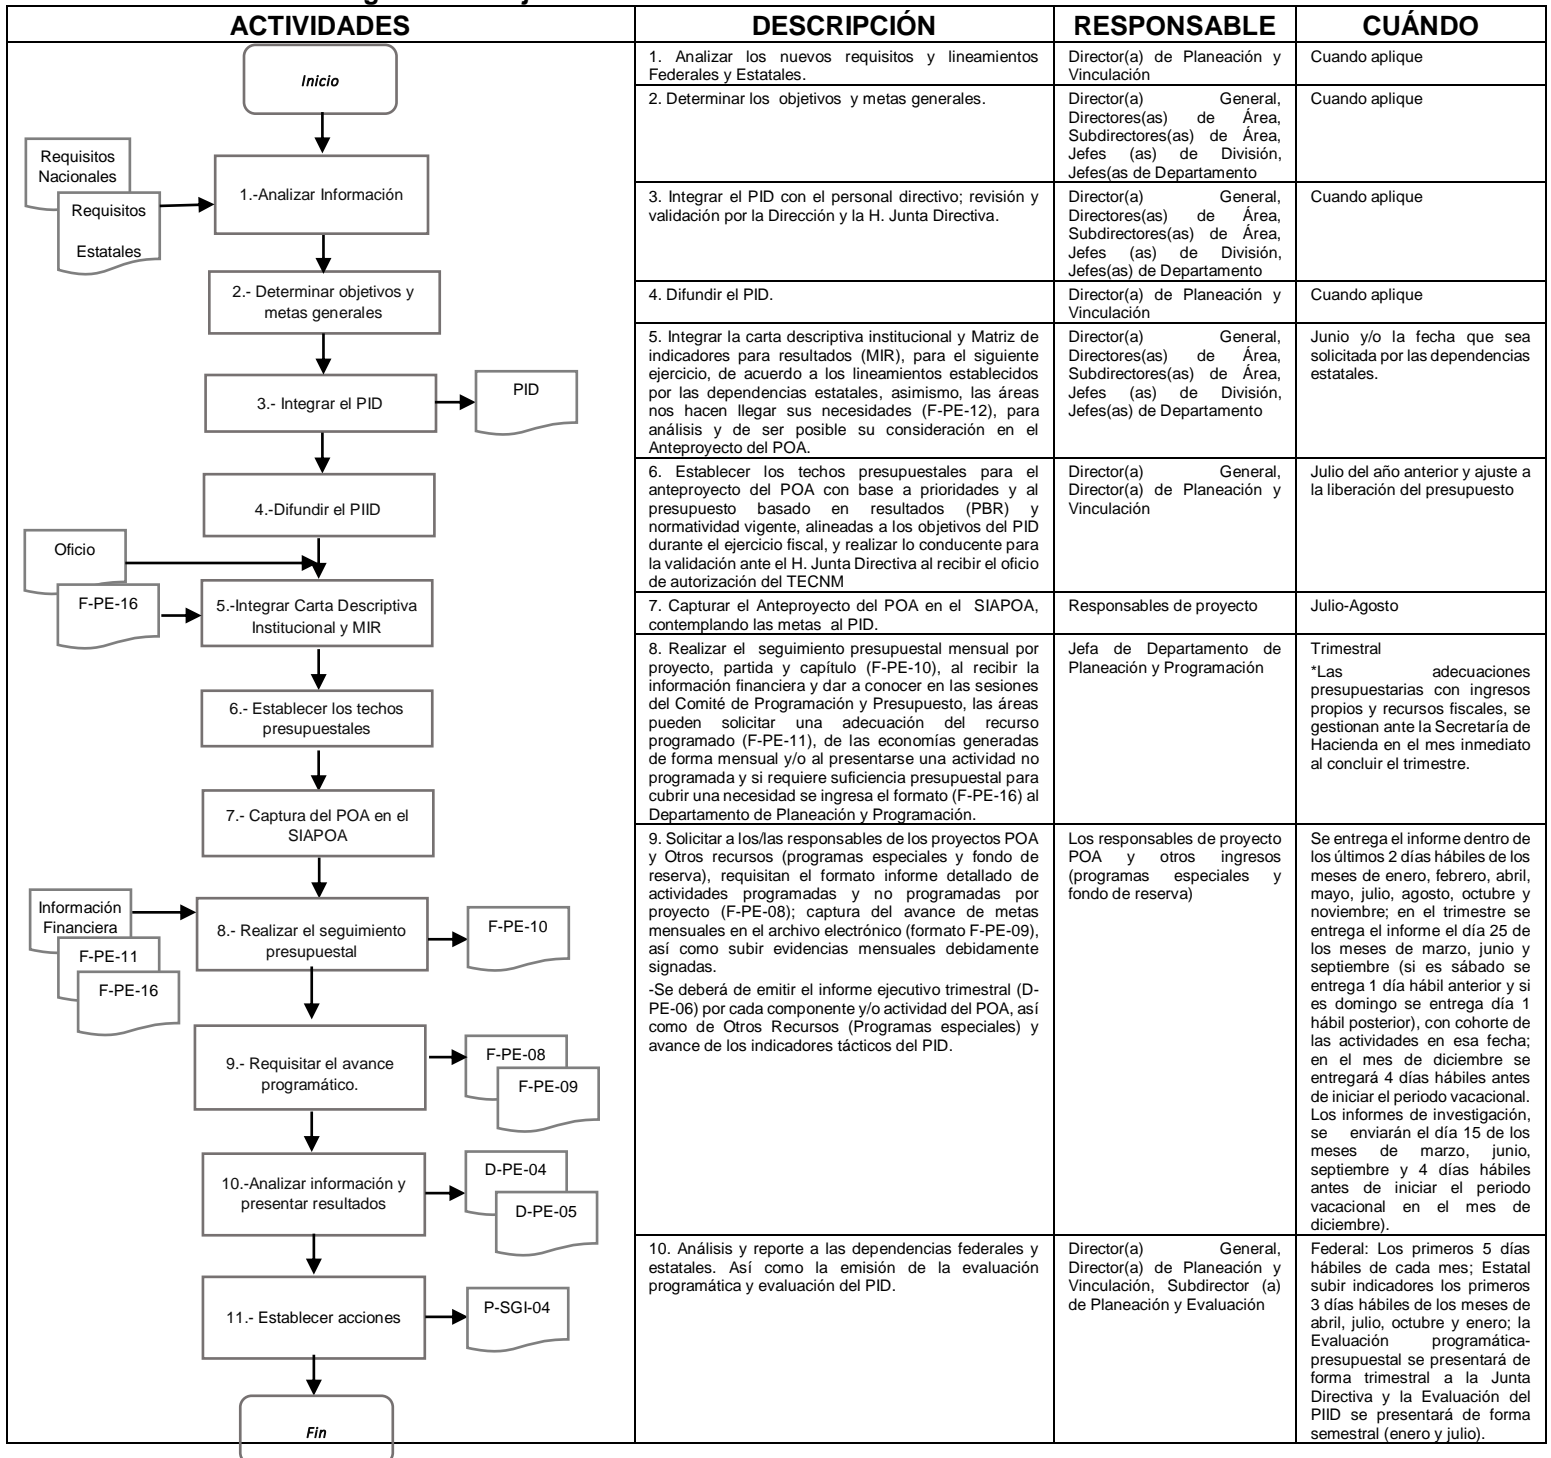 ACTIVIDADES
DESCRIPCIÓN
RESPONSABLE
CUÁNDO
Inicio
Requisitos
Nacionales
Requisitos
Estatales
1.-Analizar Información
2.- Determinar objetivos y
metas generales
3.- Integrar el PID
PID
4.-Difundir el PIID
Oficio
F-PE-16
5.-Integrar Carta Descriptiva
Institucional y MIR
6.- Establecer los techos
presupuestales
7.- Captura del POA en el
SIAPOA
Información
Financiera
F-PE-11
F-PE-16
8.- Realizar el seguimiento
presupuestal
F-PE-10
9.- Requisitar el avance
programático.
F-PE-08
F-PE-09
10.-Analizar información y
presentar resultados
D-PE-04
D-PE-05
11.- Establecer acciones
P-SGI-04
Fin
1. Analizar los nuevos requisitos y lineamientos
Federales y Estatales.
Director(a) de Planeación y
Vinculación
Cuando aplique
2. Determinar los objetivos y metas generales.
Director(a) General,
Directores(as) de Área,
Subdirectores(as) de Área,
Jefes (as) de División,
Jefes(as de Departamento
Cuando aplique
3. Integrar el PID con el personal directivo; revisión y
validación por la Dirección y la H. Junta Directiva.
Director(a) General,
Directores(as) de Área,
Subdirectores(as) de Área,
Jefes (as) de División,
Jefes(as) de Departamento
Cuando aplique
4. Difundir el PID.
Director(a) de Planeación y
Vinculación
Cuando aplique
5. Integrar la carta descriptiva institucional y Matriz de
indicadores para resultados (MIR), para el siguiente
ejercicio, de acuerdo a los lineamientos establecidos
por las dependencias estatales, asimismo, las áreas
nos hacen llegar sus necesidades (F-PE-12), para
análisis y de ser posible su consideración en el
Anteproyecto del POA.
Director(a) General,
Directores(as) de Área,
Subdirectores(as) de Área,
Jefes (as) de División,
Jefes(as) de Departamento
Junio y/o la fecha que sea
solicitada por las dependencias
estatales.
6. Establecer los techos presupuestales para el
anteproyecto del POA con base a prioridades y al
presupuesto basado en resultados (PBR) y
normatividad vigente, alineadas a los objetivos del PID
durante el ejercicio fiscal, y realizar lo conducente para
la validación ante el H. Junta Directiva al recibir el oficio
de autorización del TECNM
Director(a) General,
Director(a) de Planeación y
Vinculación
Julio del año anterior y ajuste a
la liberación del presupuesto
7. Capturar el Anteproyecto del POA en el SIAPOA,
contemplando las metas al PID.
Responsables de proyecto
Julio-Agosto
8. Realizar el seguimiento presupuestal mensual por
proyecto, partida y capítulo (F-PE-10), al recibir la
información financiera y dar a conocer en las sesiones
del Comité de Programación y Presupuesto, las áreas
pueden solicitar una adecuación del recurso
programado (F-PE-11), de las economías generadas
de forma mensual y/o al presentarse una actividad no
programada y si requiere suficiencia presupuestal para
cubrir una necesidad se ingresa el formato (F-PE-16) al
Departamento de Planeación y Programación.
Jefa de Departamento de
Planeación y Programación
Trimestral
*Las adecuaciones
presupuestarias con ingresos
propios y recursos fiscales, se
gestionan ante la Secretaría de
Hacienda en el mes inmediato
al concluir el trimestre.
9. Solicitar a los/las responsables de los proyectos POA
y Otros recursos (programas especiales y fondo de
reserva), requisitan el formato informe detallado de
actividades programadas y no programadas por
proyecto (F-PE-08); captura del avance de metas
mensuales en el archivo electrónico (formato F-PE-09),
así como subir evidencias mensuales debidamente
signadas.
-Se deberá de emitir el informe ejecutivo trimestral (D-
PE-06) por cada componente y/o actividad del POA, así
como de Otros Recursos (Programas especiales) y
avance de los indicadores tácticos del PID.
Los responsables de proyecto
POA y otros ingresos
(programas especiales y
fondo de reserva)
Se entrega el informe dentro de
los últimos 2 días hábiles de los
meses de enero, febrero, abril,
mayo, julio, agosto, octubre y
noviembre; en el trimestre se
entrega el informe el día 25 de
los meses de marzo, junio y
septiembre (si es sábado se
entrega 1 día hábil anterior y si
es domingo se entrega día 1
hábil posterior), con cohorte de
las actividades en esa fecha;
en el mes de diciembre se
entregará 4 días hábiles antes
de iniciar el periodo vacacional.
Los informes de investigación,
se enviarán el día 15 de los
meses de marzo, junio,
septiembre y 4 días hábiles
antes de iniciar el periodo
vacacional en el mes de
diciembre).
10. Análisis y reporte a las dependencias federales y
estatales. Así como la emisión de la evaluación
programática y evaluación del PID.
Director(a) General,
Director(a) de Planeación y
Vinculación, Subdirector (a)
de Planeación y Evaluación
Federal: Los primeros 5 días
hábiles de cada mes; Estatal
subir indicadores los primeros
3 días hábiles de los meses de
abril, julio, octubre y enero; la
Evaluación programática-
presupuestal se presentará de
forma trimestral a la Junta
Directiva y la Evaluación del
PIID se presentará de forma
semestral (enero y julio).